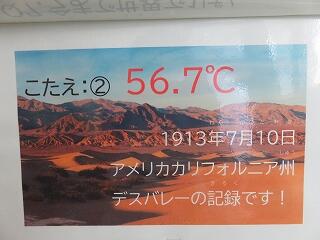 こたえ:② 56.7℃
1913年7月10日
アメリカカリフォルニア州
デスバレーの記録です!